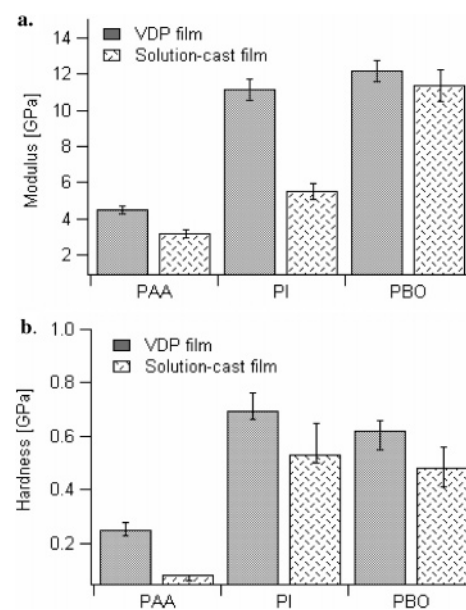 a.
VDP film
Solution-cast film
Modulus [GPa]
14
12
10
8
6
4
2
PAA PI PBO
b.
VDP film
Solution-cast film
Hardness [GPa]
1.0
0.8
0.6
0.4
0.2
PAA PI PBO